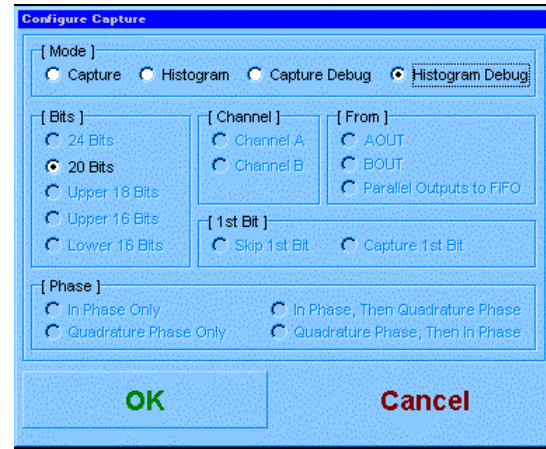 Configure Capture
[ Mode ]
Capture Histogram Capture Debug Histogram Debug
[ Bits ]
24 Bits
20 Bits
Upper 18 Bits
Upper 16 Bits
Lower 16 Bits
[ Channel ]
Channel A
Channel B
[ From ]
AOUT
BOUT
Parallel Outputs to FIFO
[ 1st Bit ]
Skip 1st Bit Capture 1st Bit
[ Phase ]
In Phase Only In Phase, Then Quadrature Phase
Quadrature Phase Only Quadrature Phase, Then In Phase
OK Cancel